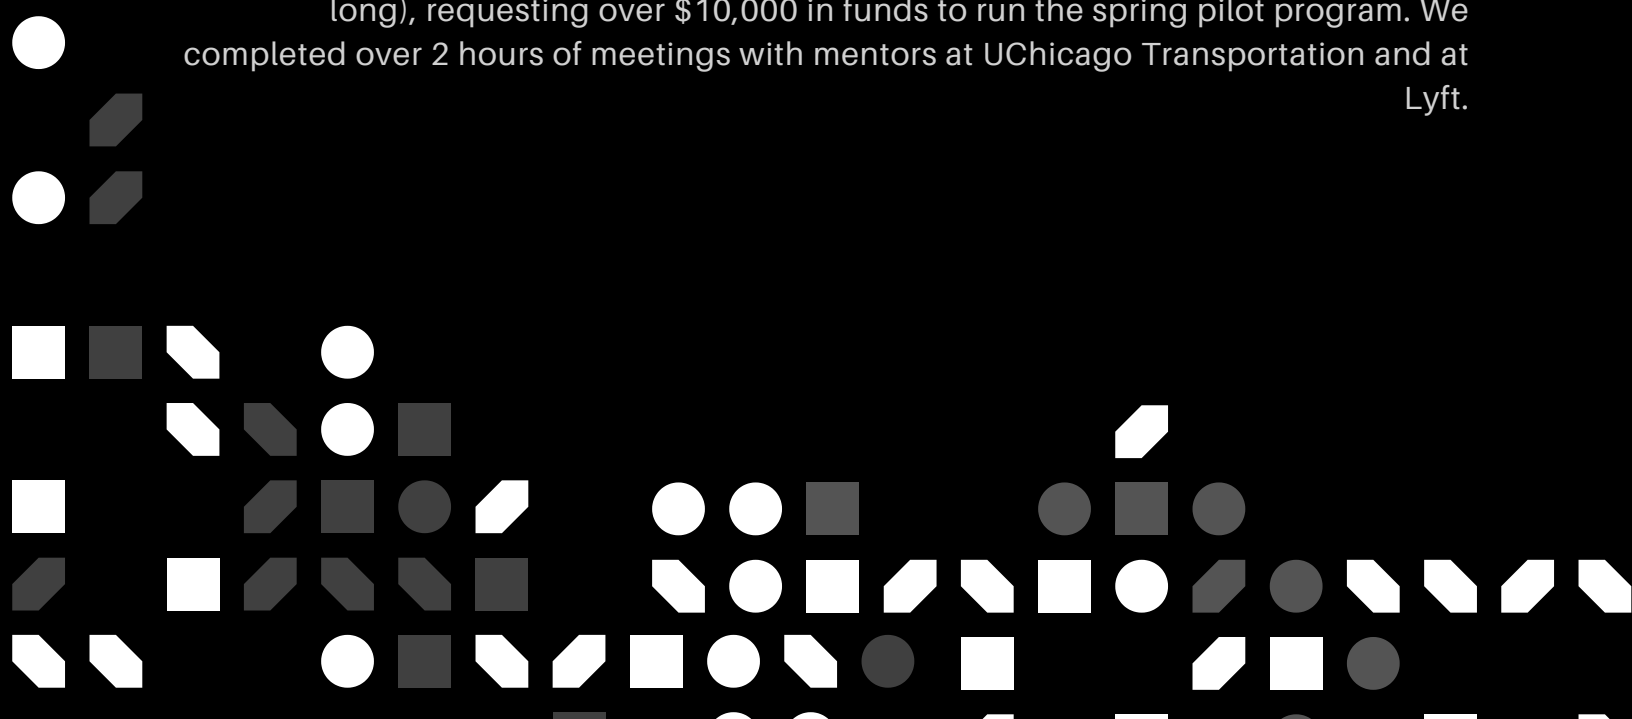 long), requesting over $10,000 in funds to run the spring pilot program. We
completed over 2 hours of meetings with mentors at UChicago Transportation and at
Lyft.